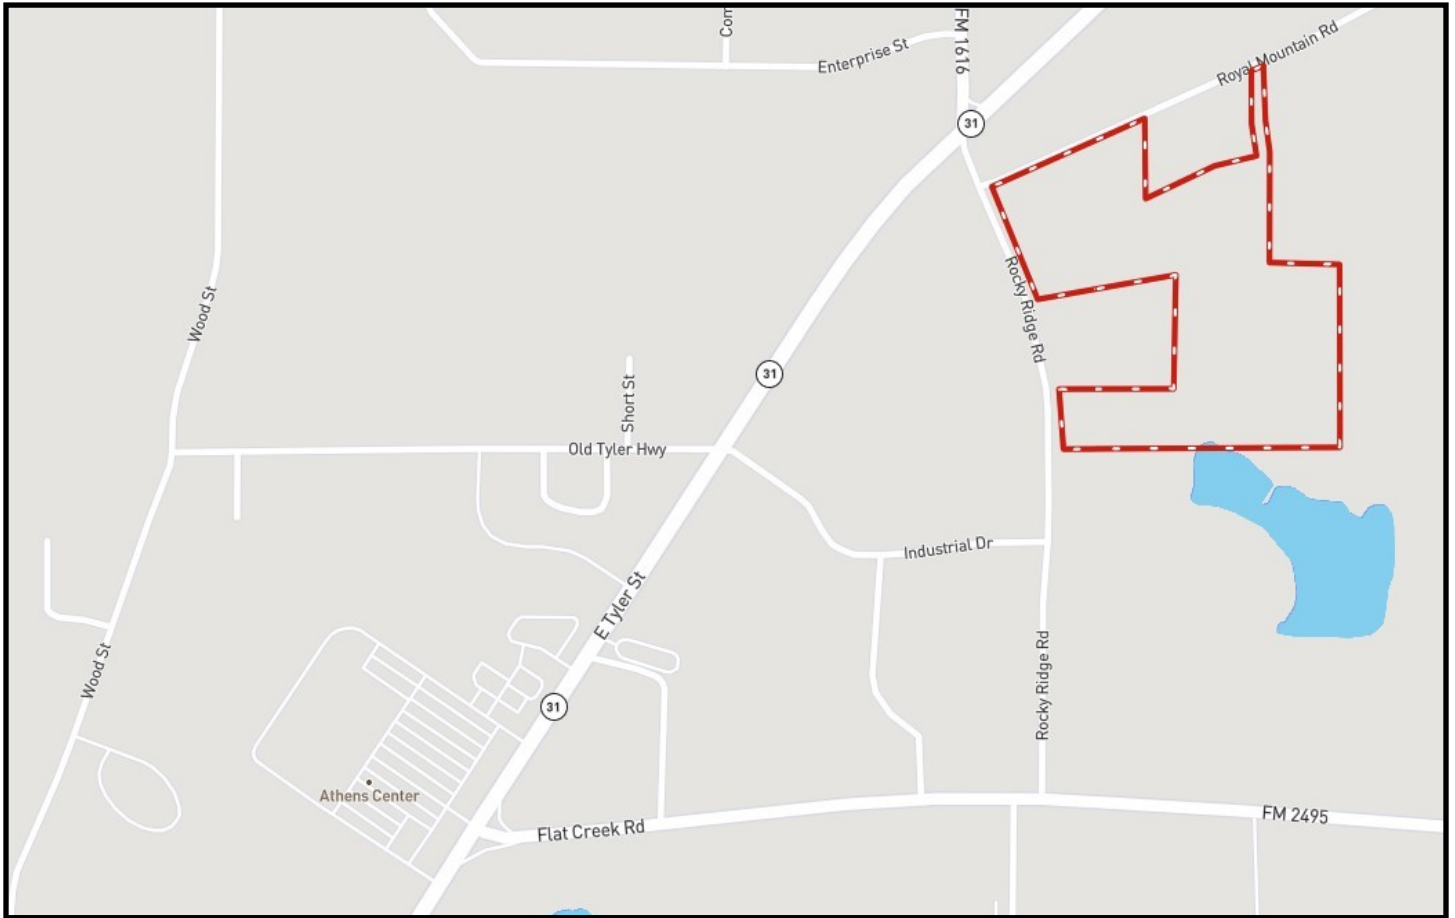 Com
FM 1616
Enterprise St
Royal Mountain Rd
31
Wood St
Rocky Ridge Rd
31
Short St
Old Tyler Hwy
Industrial Dr
E Tyler St
Wood St
Rocky Ridge Rd
31
Athens Center
Flat Creek Rd
FM 2495